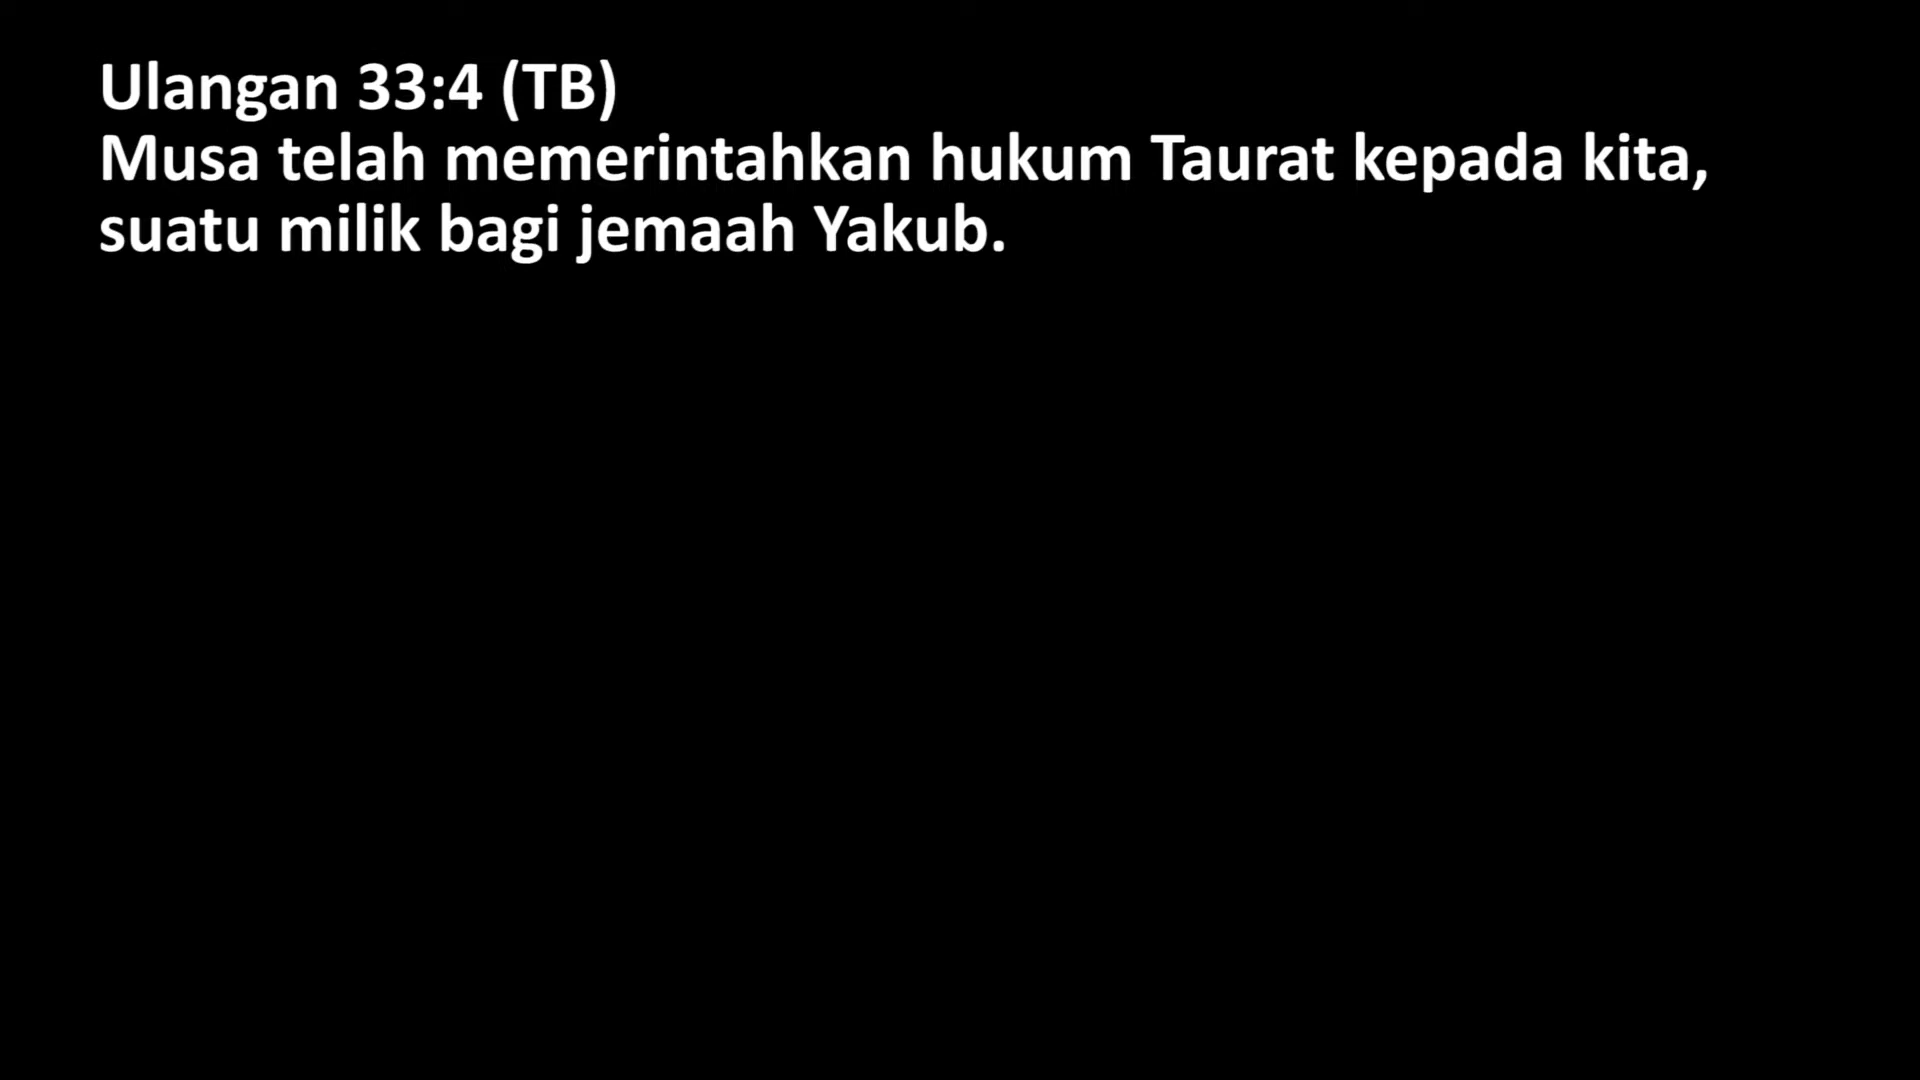 Ulangan 33:4 (TB)
Musa telah memerintahkan hukum Taurat kepada kita,
suatu milik bagi jemaah Yakub.